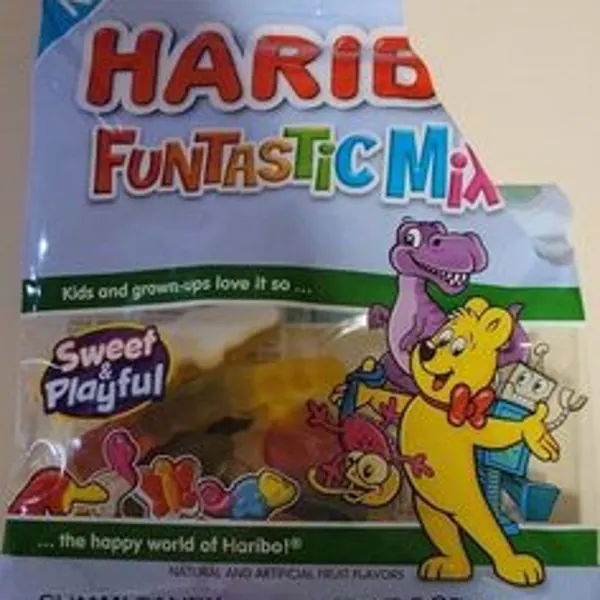 HARIB
FUNTASTIC MIX
Kids and grown-ups love it so ...
Sweet
&
Playful
... the happy world of Haribo!®
NATURAL AND ARTIFICIAL FRUIT FLAVORS